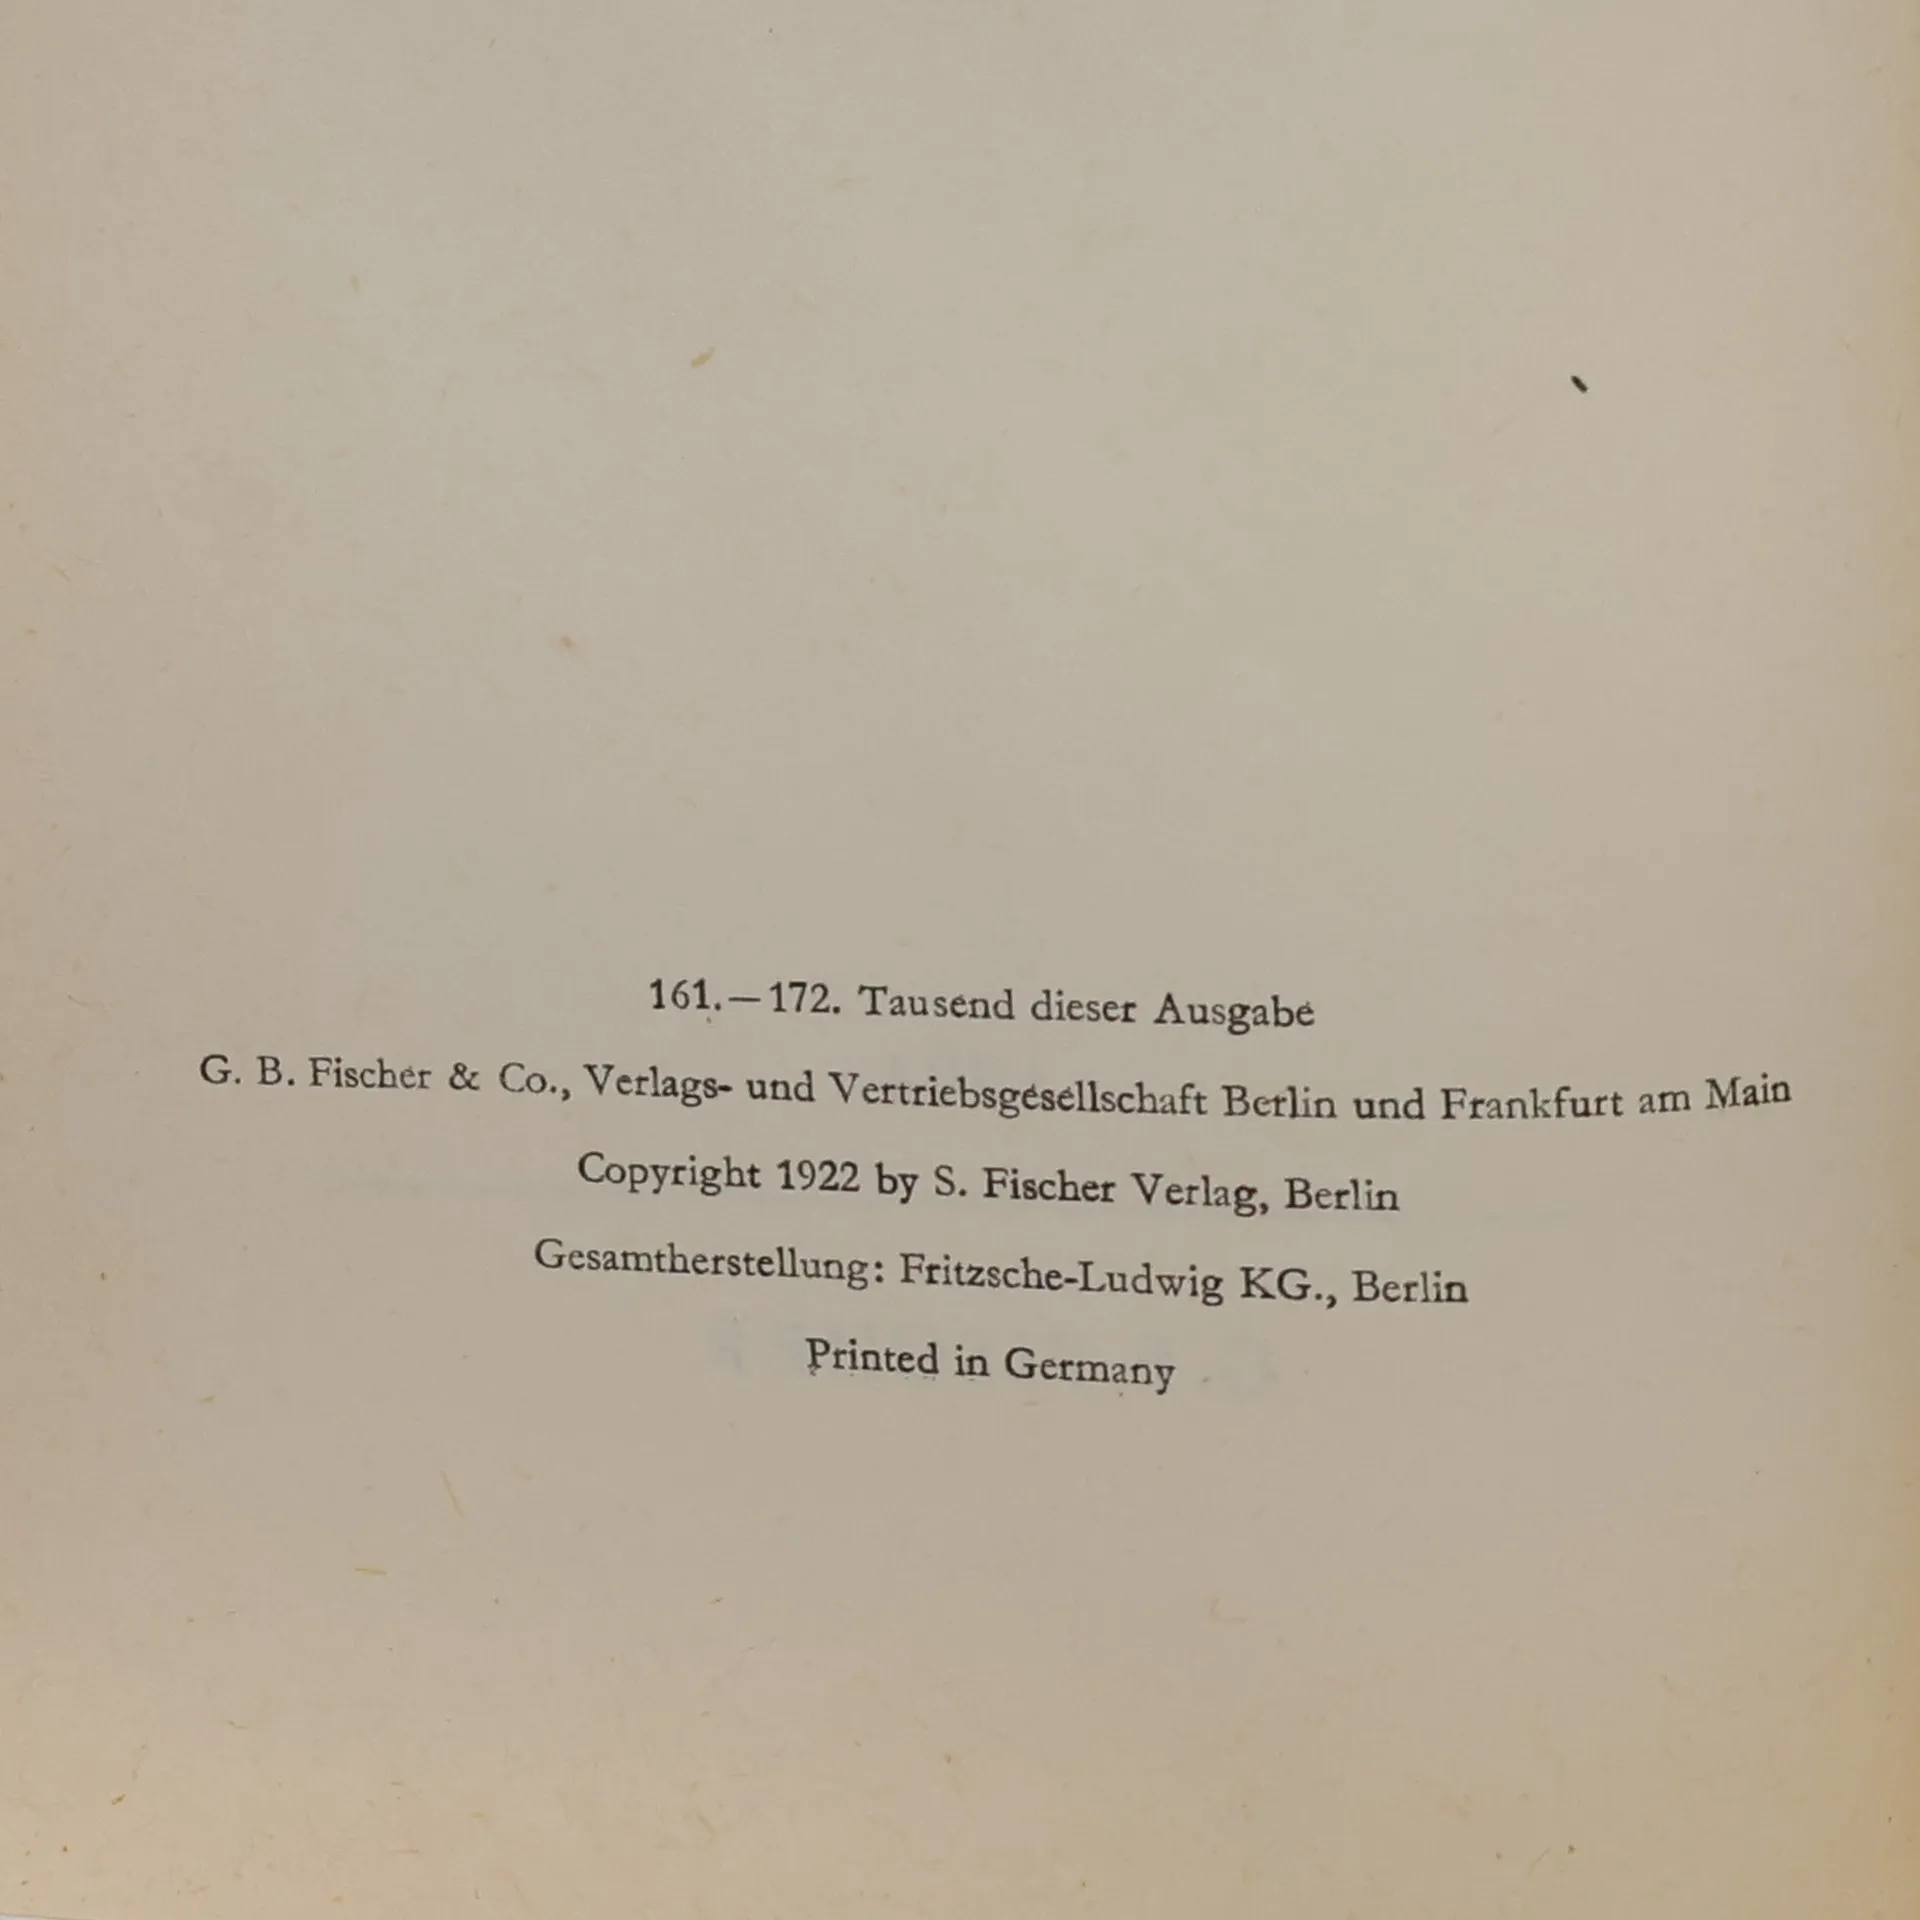 161.—172. Tausend dieser Ausgabe
G. B. Fischer & Co., Verlags- und Vertriebsgesellschaft Berlin und Frankfurt am Main
Copyright 1922 by S. Fischer Verlag, Berlin
Gesamtherstellung: Fritzsche-Ludwig KG., Berlin
Printed in Germany